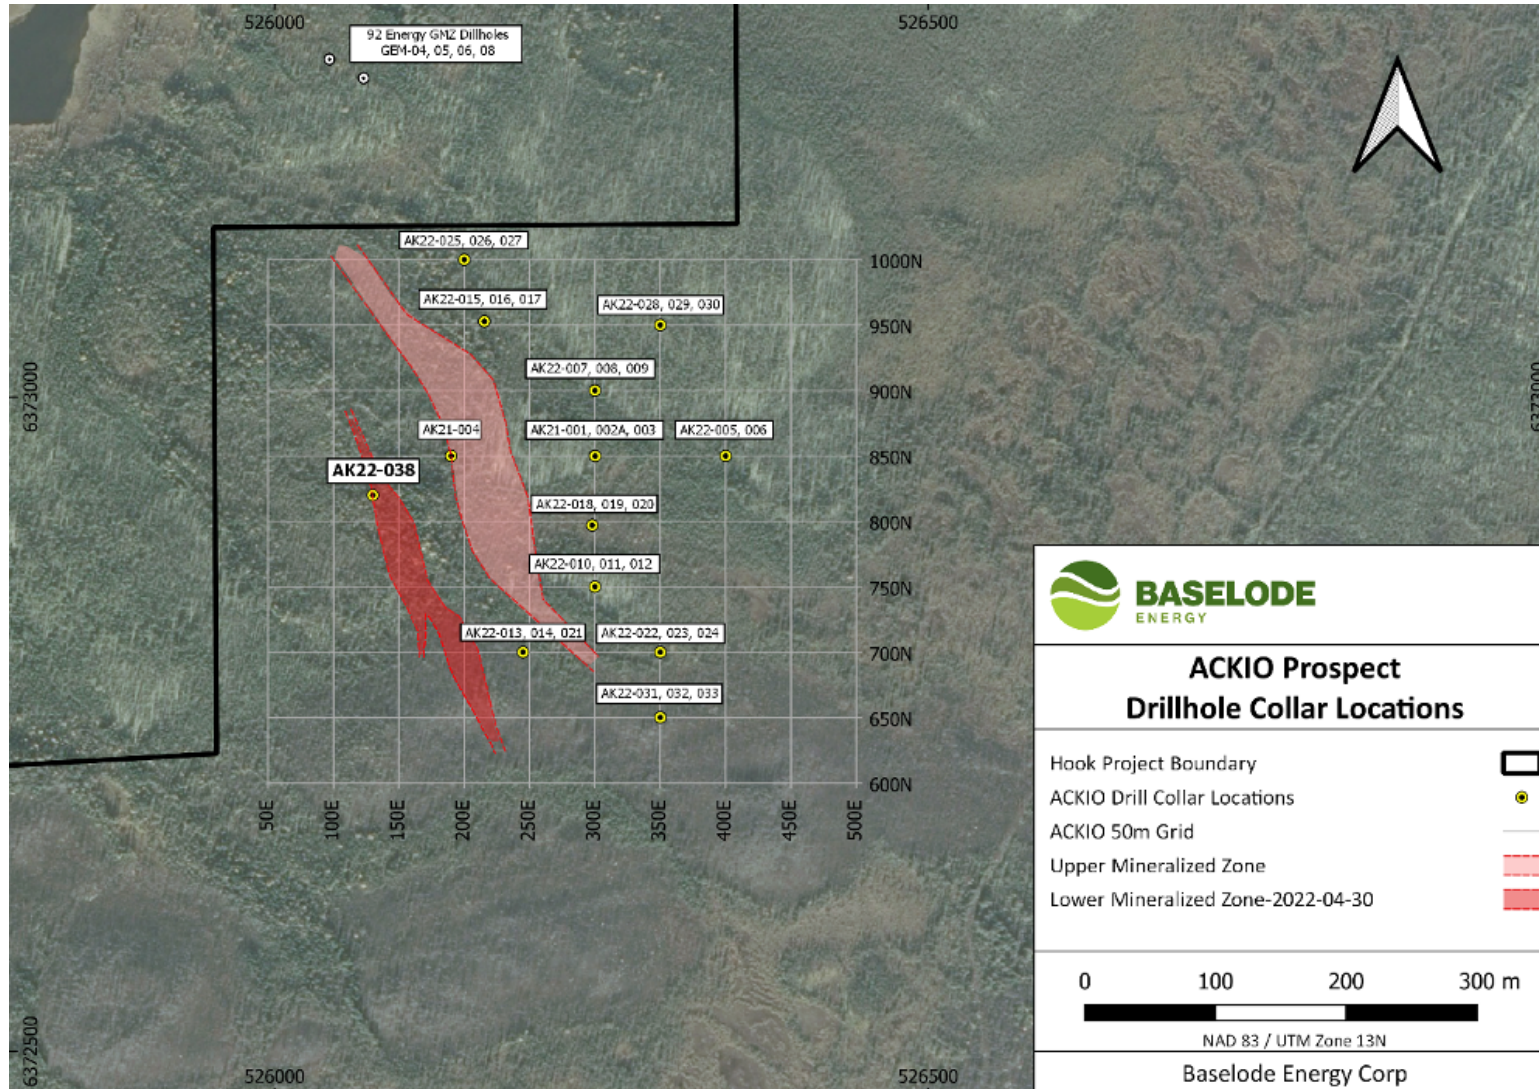 526000
526500
92 Energy GMZ Dillholes
GEM-04, 05, 06, 08
AK22-025, 026, 027
1000N
AK22-015, 016, 017
AK22-028, 029, 030
950N
AK22-007, 008, 009
900N
6373000
6373000
AK21-004
AK21-001, 002A, 003
AK22-005, 006
850N
AK22-038
AK22-018, 019, 020
800N
AK22-010, 011, 012
750N
AK22-013, 014, 021
AK22-022, 023, 024
700N
AK22-031, 032, 033
650N
600N
50E
100E
150E
200E
250E
300E
350E
400E
450E
500E
BASELODE
ENERGY
ACKIO Prospect
Drillhole Collar Locations
Hook Project Boundary
ACKIO Drill Collar Locations
ACKIO 50m Grid
Upper Mineralized Zone
Lower Mineralized Zone-2022-04-30
0 100 200 300 m
NAD 83 / UTM Zone 13N
Baselode Energy Corp
6372500
526000
526500